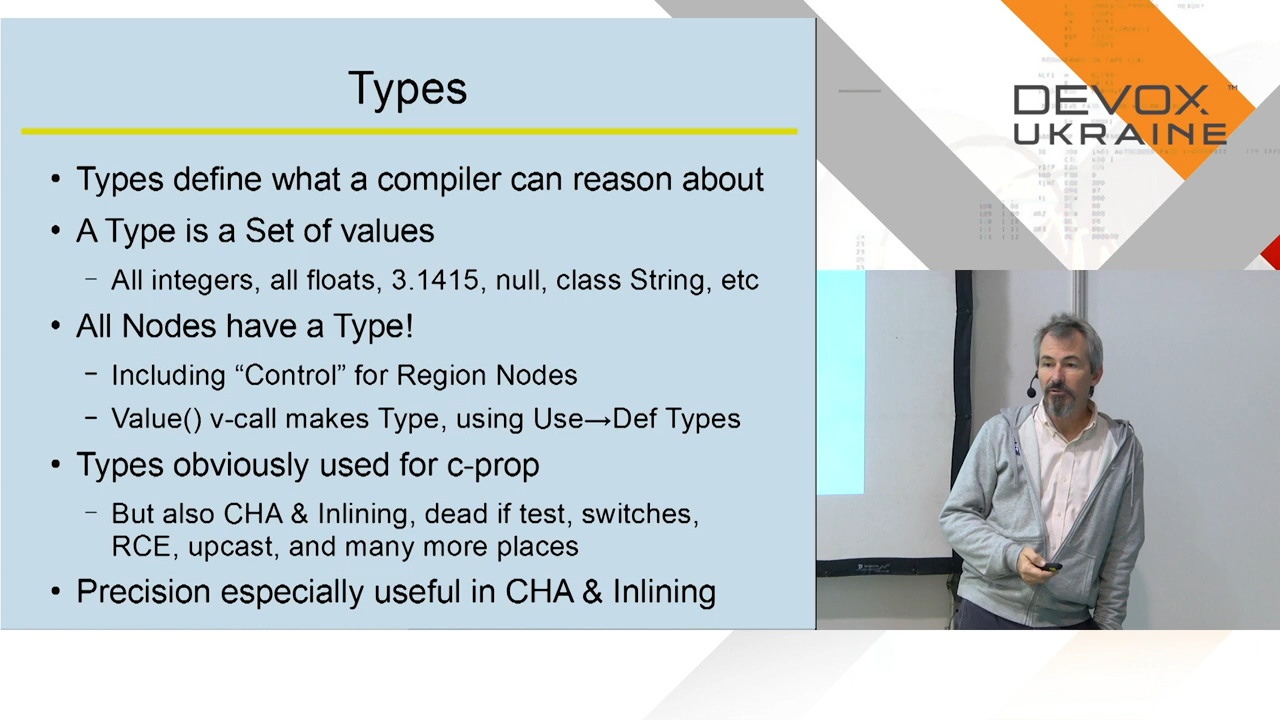 Types
• Types define what a compiler can reason about
• A Type is a Set of values
– All integers, all floats, 3.1415, null, class String, etc
• All Nodes have a Type!
– Including “Control” for Region Nodes
– Value() v-call makes Type, using Use→Def Types
• Types obviously used for c-prop
– But also CHA & Inlining, dead if test, switches,
RCE, upcast, and many more places
• Precision especially useful in CHA & Inlining
DEVOX™
UKRAINE